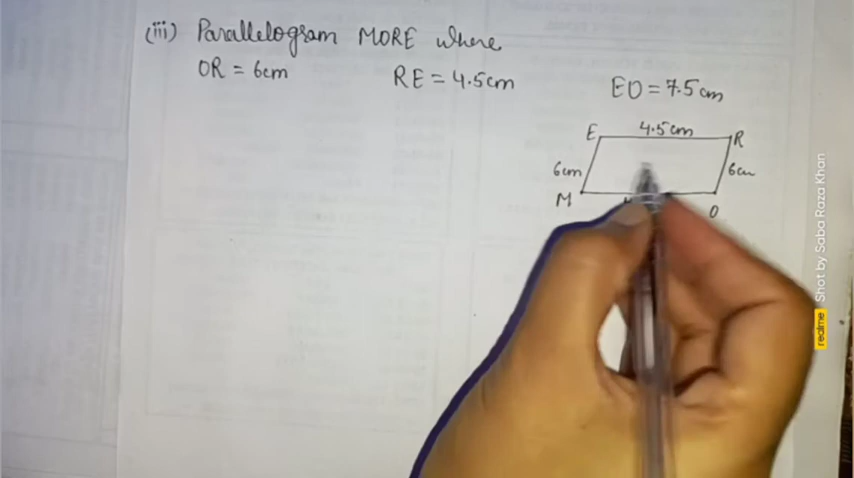 (iii) Parallelogram MORE where
OR = 6cm RE = 4.5cm EO = 7.5cm
E 4.5cm R
6cm 6cm
M O
realme Shot by Saba Raza Khan